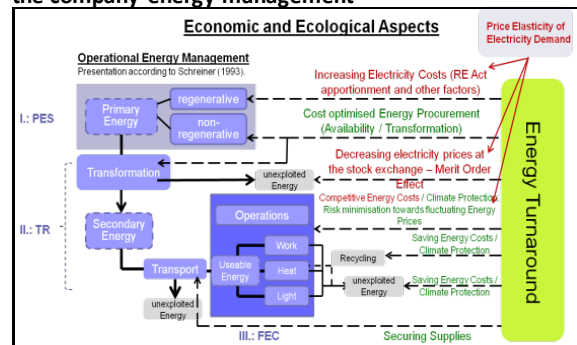 the company energy management
Economic and Ecological Aspects
Price Elasticity of
Electricity Demand
Operational Energy Management
Presentation according to Schreiner (1993).
I.: PES
Primary
Energy
regenerative
non-
regenerative
Increasing Electricity Costs (RE Act
apportionment and other factors)
Cost optimised Energy Procurement
(Availability / Transformation)
II.: TR
Transformation
unexploited
Energy
Decreasing electricity prices at
the stock exchange – Merit Order
Effect
Competitive Energy Costs / Climate Protection;
Risk minimisation towards fluctuating Energy
Prices
Secondary
Energy
Operations
Transport
Useable
Energy
Work
Heat
Light
Recycling
Saving Energy Costs /
Climate Protection
unexploited
Energy
Saving Energy Costs /
Climate Protection
unexploited
Energy
III.: FEC
Securing Supplies
Energy Turnaround